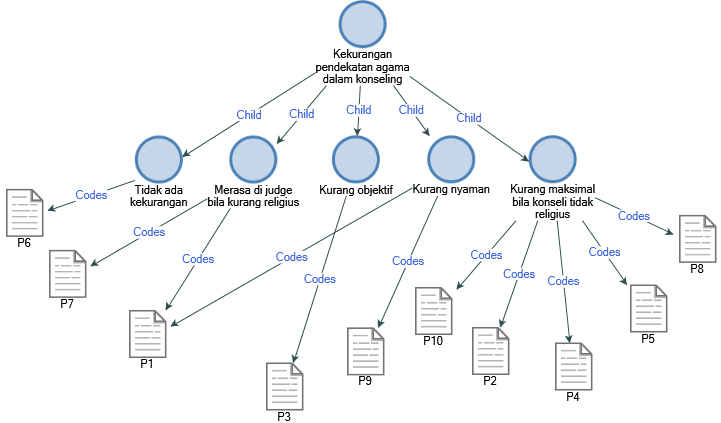 Kekurangan
pendekatan agama
dalam konseling
Child
Child
Child
Child
Child
Tidak ada
kekurangan
Merasa di judge
bila kurang religius
Kurang objektif
Kurang nyaman
Kurang maksimal
bila konseli tidak
religius
Codes
Codes
Codes
Codes
Codes
Codes
Codes
Codes
Codes
Codes
Codes
P6
P7
P1
P3
P9
P10
P2
P4
P5
P8